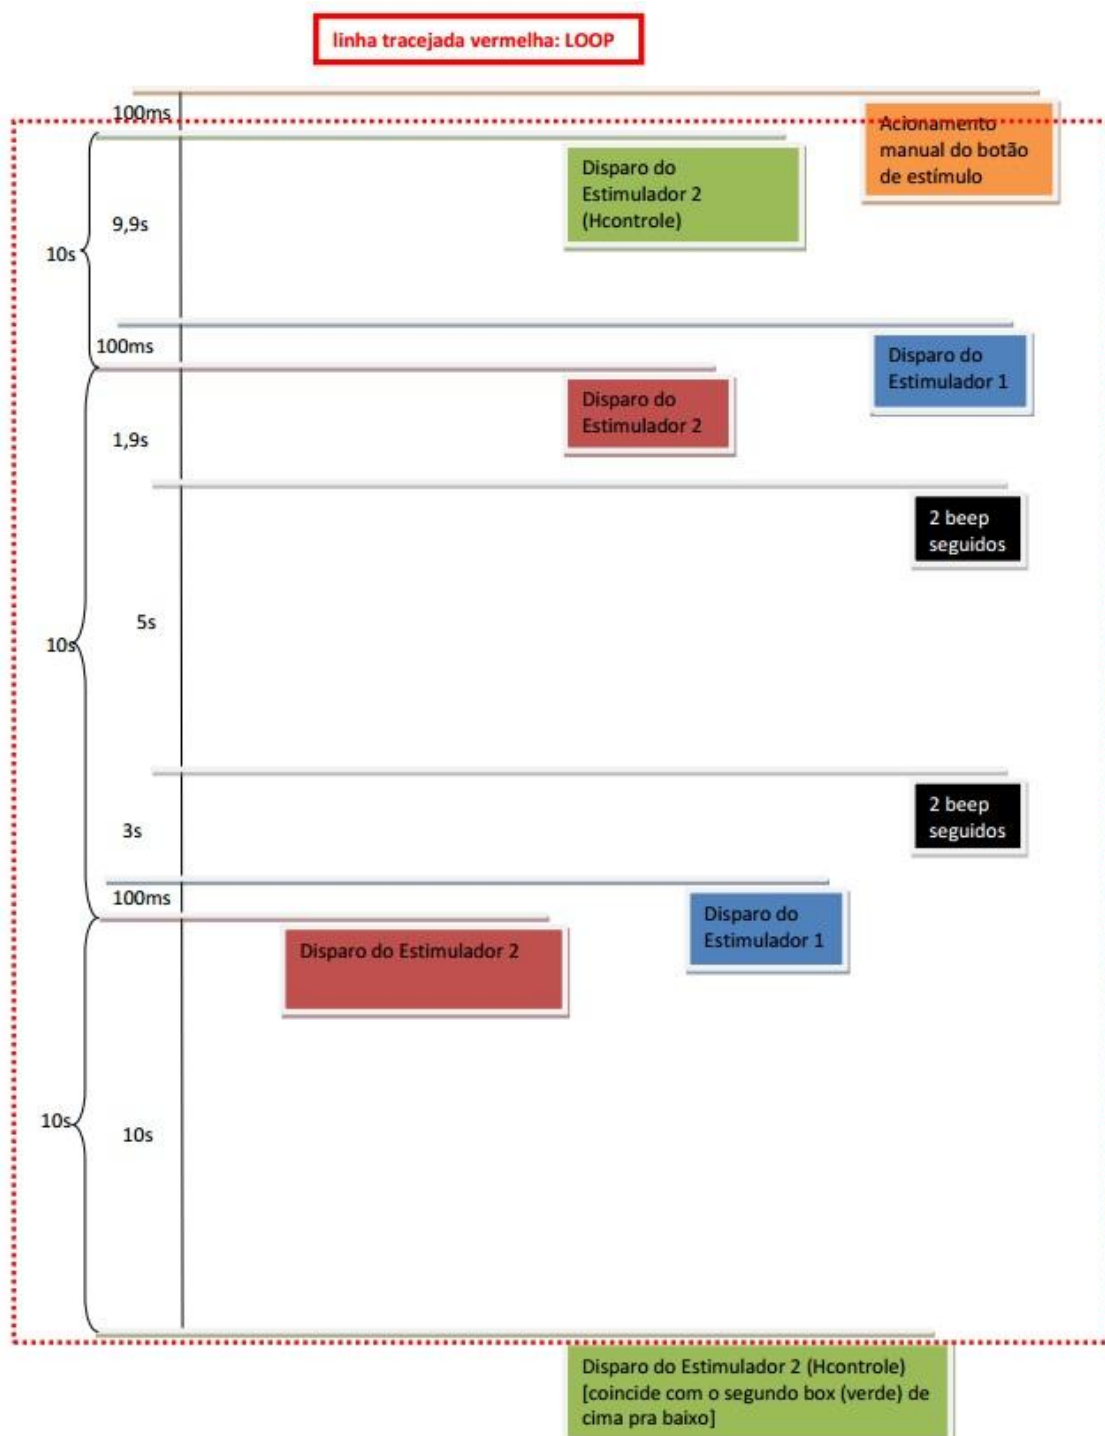 linha tracejada vermelha: LOOP
100ms
Acionamento
manual do botão
de estímulo
Disparo do
Estimulador 2
(Hcontrole)
9,9s
10s
100ms
Disparo do
Estimulador 1
Disparo do
Estimulador 2
1,9s
2 beep
seguidos
5s
10s
2 beep
seguidos
3s
100ms
Disparo do
Estimulador 1
Disparo do Estimulador 2
10s
10s
Disparo do Estimulador 2 (Hcontrole)
[coincide com o segundo box (verde) de
cima pra baixo]